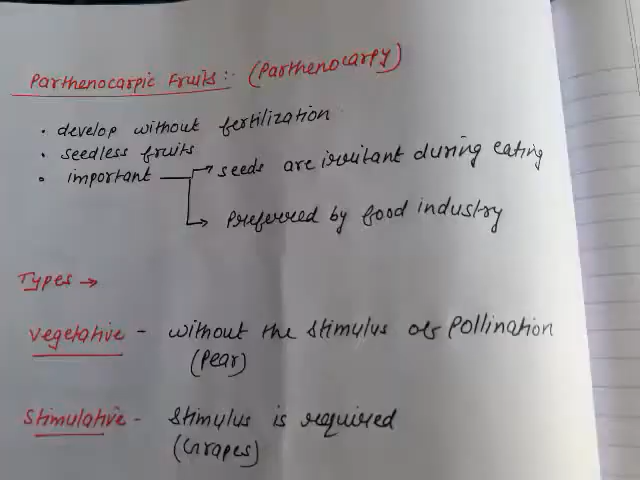 Parthenocarpic Fruits:- (Parthenocarpy)
• develop without fertilization
• seedless fruits
• important → seeds are irritant during eating
→ Preferred by food industry
Types →
Vegetative - without the stimulus of Pollination
(Pear)
Stimulative - Stimulus is required
(Grapes)